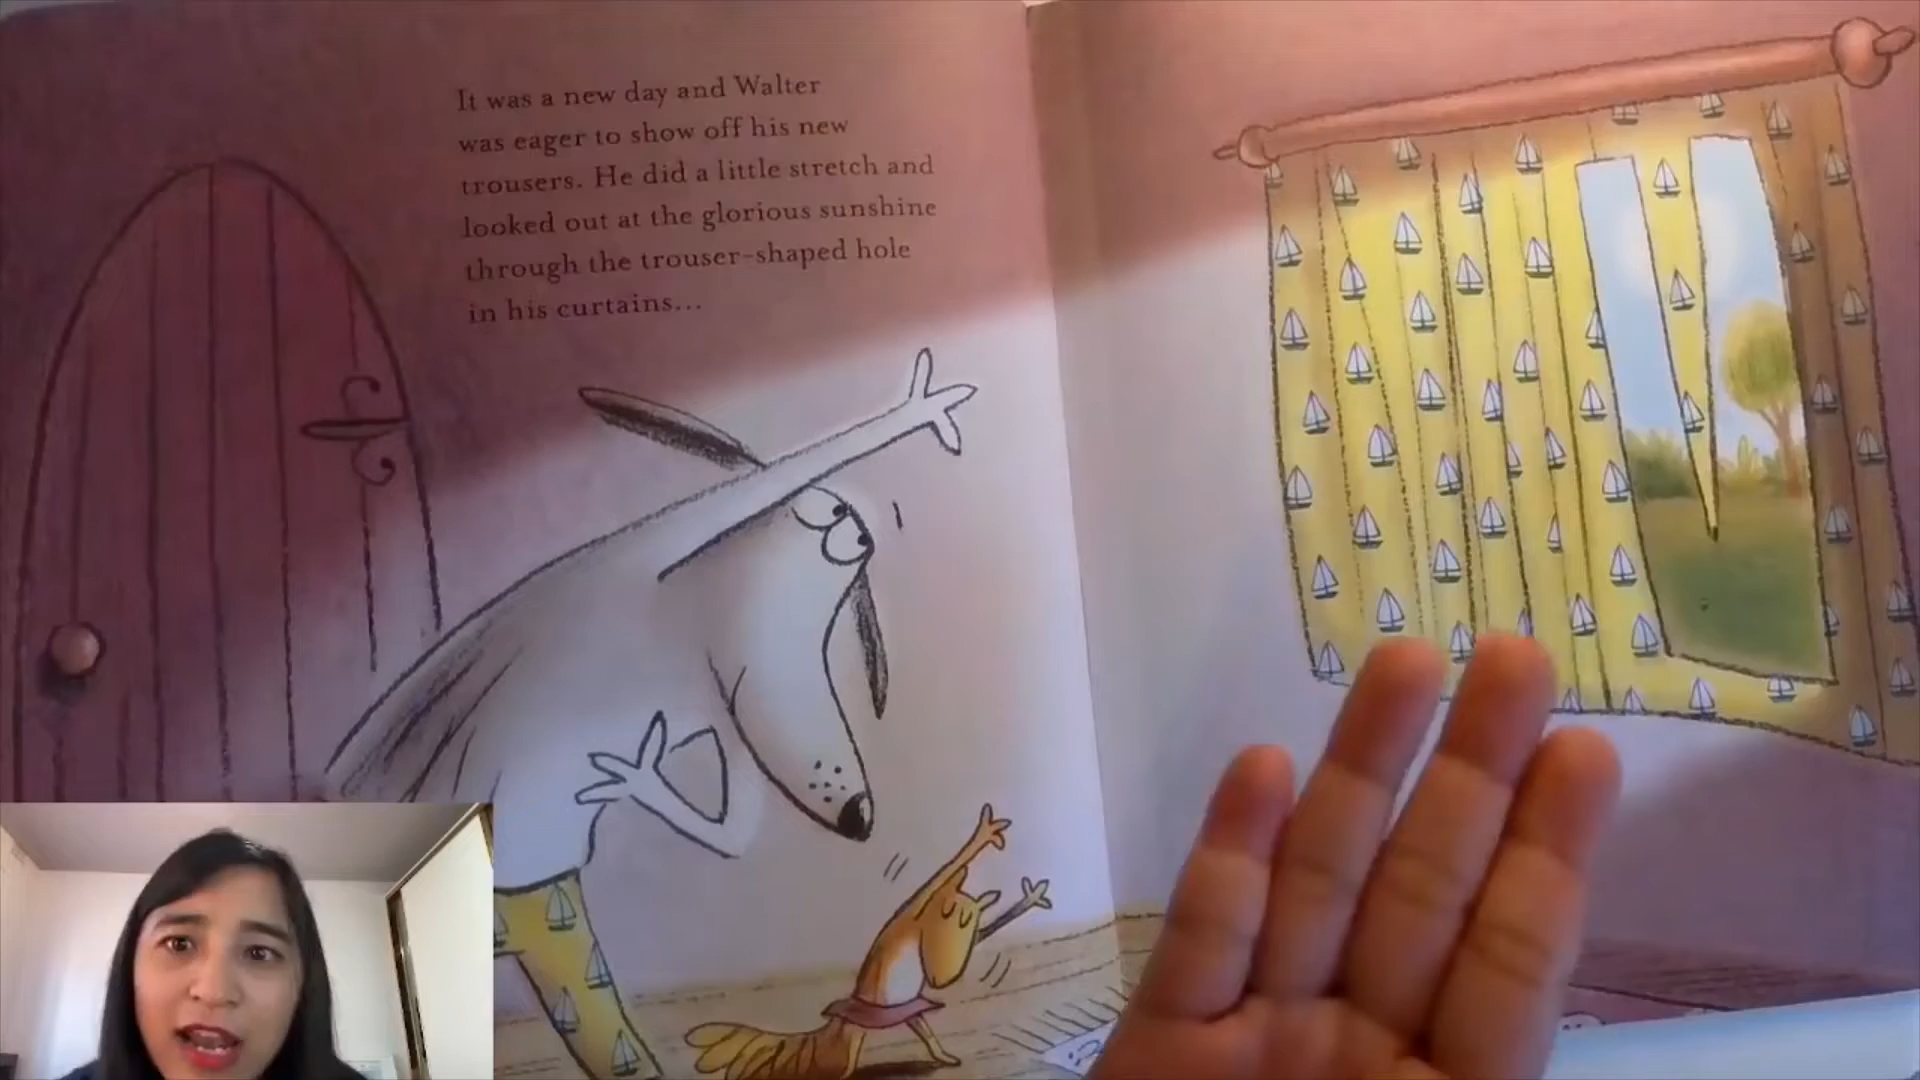 It was a new day and Walter
was eager to show off his new
trousers. He did a little stretch and
looked out at the glorious sunshine
through the trouser-shaped hole
in his curtains...